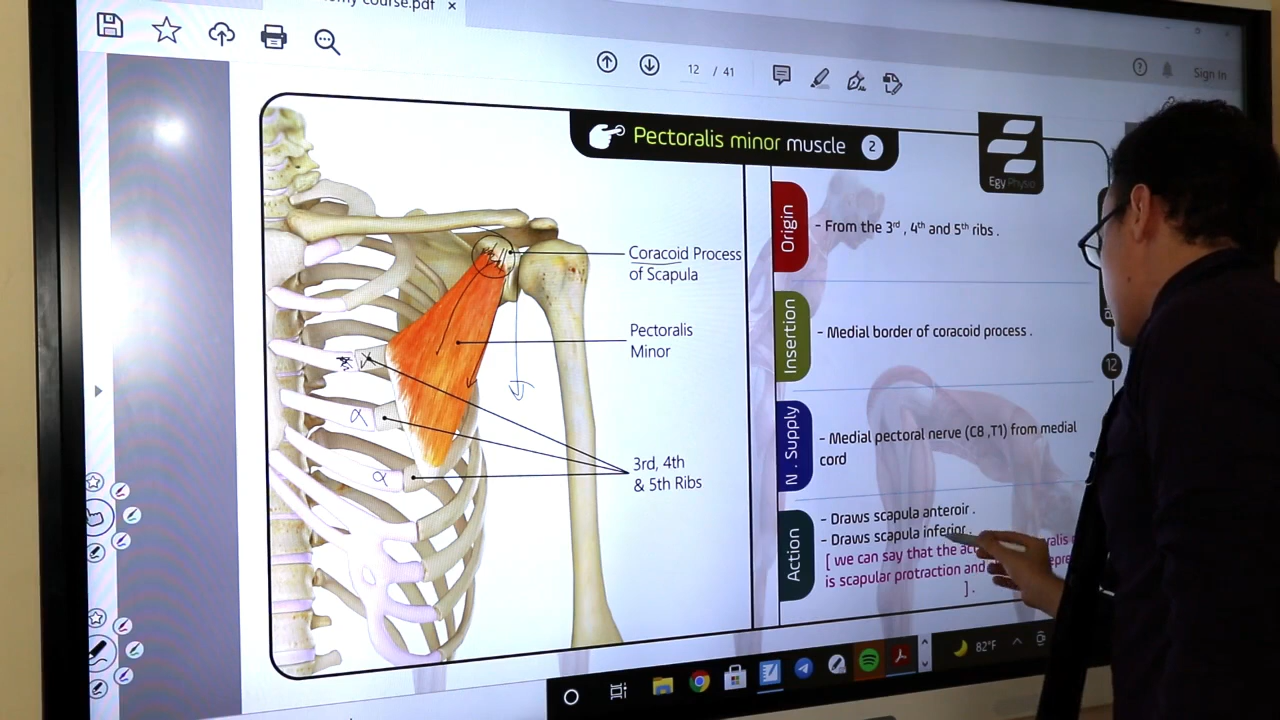 course.pdf ×
12 / 41
Sign In
Pectoralis minor muscle 2
Egy Physio
Coracoid Process
of Scapula
Pectoralis
Minor
3rd, 4th
& 5th Ribs
Origin
- From the 3rd , 4th and 5th ribs .
Insertion
- Medial border of coracoid process .
N . Supply
- Medial pectoral nerve (C8 ,T1) from medial
cord
Action
- Draws scapula anteroir .
- Draws scapula inferior .
[ we can say that the
is scapular protraction and
] .
12
82°F